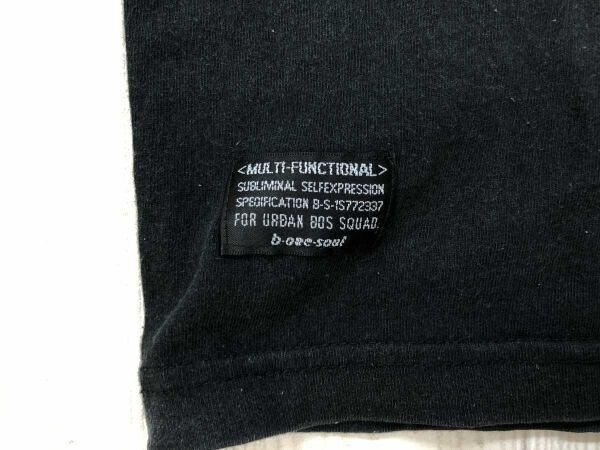 <MULTI-FUNCTIONAL>
SUBLIMINAL SELFEXPRESSION
SPECIFICATION B-S-1S772337
FOR URBAN BOS SQUAD.
b-one-soul